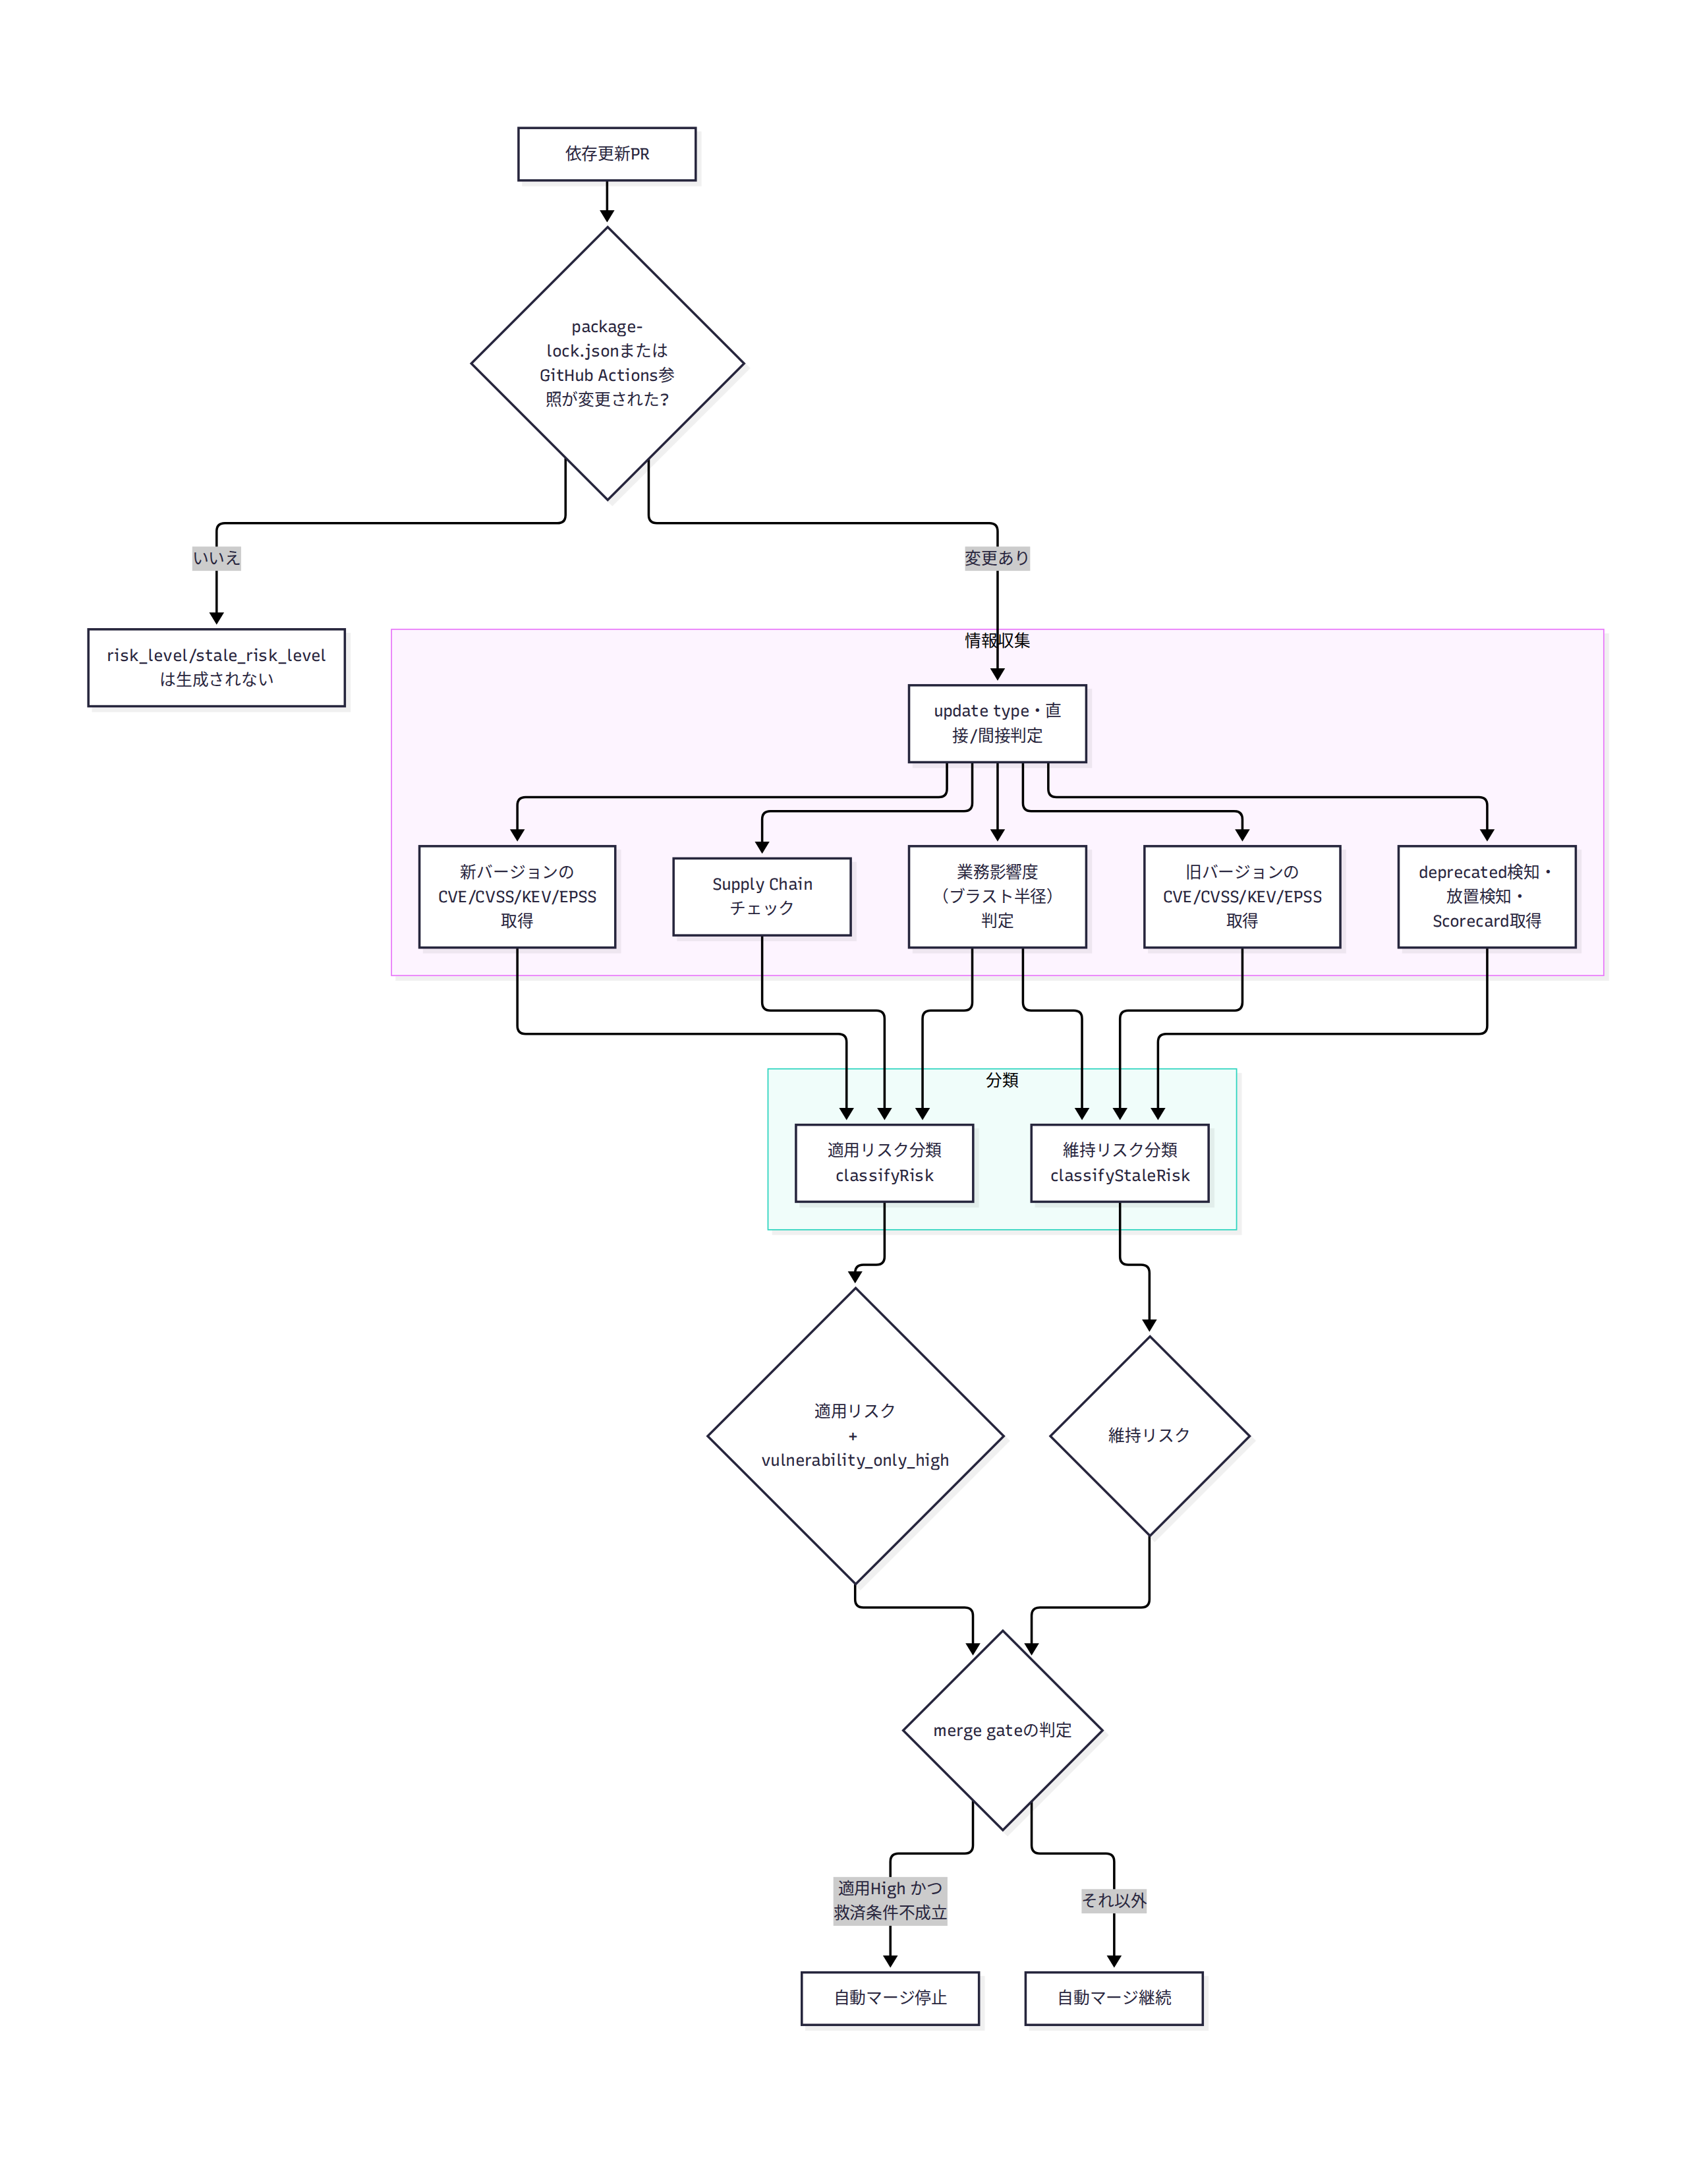 依存更新PR
package-
lock.jsonまたは
GitHub Actions参
照が変更された?
いいえ
変更あり
risk_level/stale_risk_level
は生成されない
情報収集
update type・直
接/間接判定
新バージョンの
CVE/CVSS/KEV/EPSS
取得
Supply Chain
チェック
業務影響度
（ブラスト半径）
判定
旧バージョンの
CVE/CVSS/KEV/EPSS
取得
deprecated検知・
放置検知・
Scorecard取得
分類
適用リスク分類
classifyRisk
維持リスク分類
classifyStaleRisk
適用リスク
+
vulnerability_only_high
維持リスク
merge gateの判定
適用High かつ
救済条件不成立
それ以外
自動マージ停止
自動マージ継続